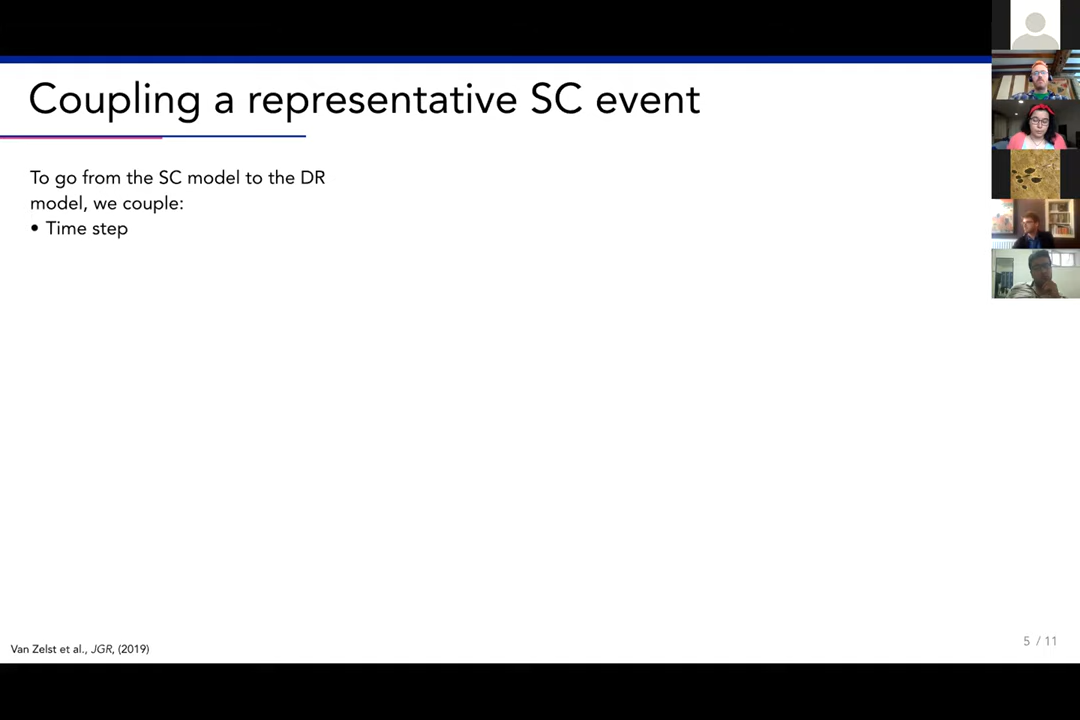 Coupling a representative SC event
To go from the SC model to the DR
model, we couple:
• Time step
Van Zelst et al., JGR, (2019)
5 / 11